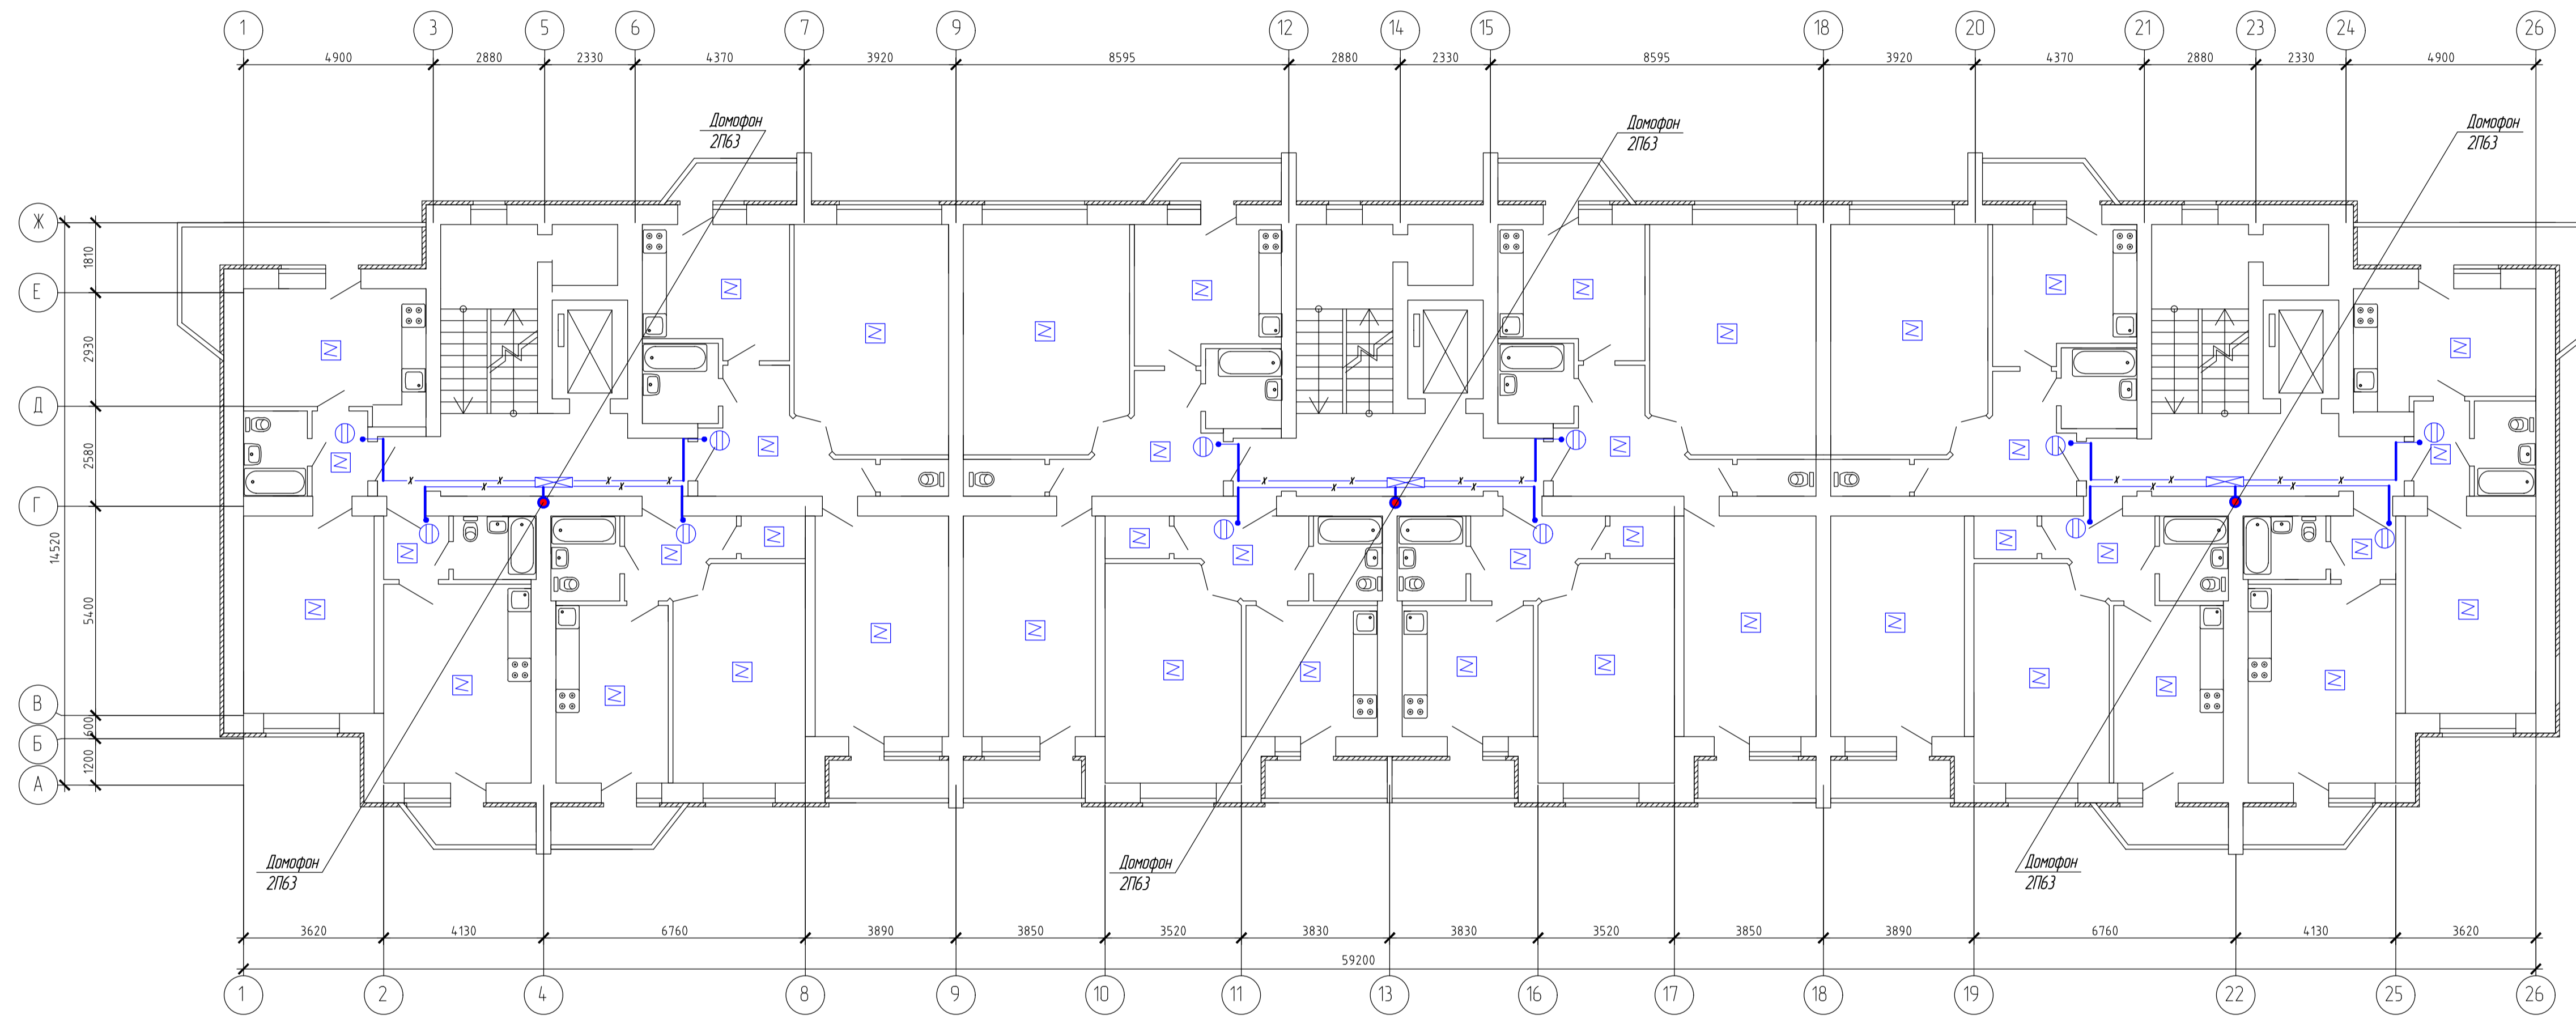 1 3 5 6 7 9 12 14 15 18 20 21 23 24 26
4900 2880 2330 4370 3920 8595 2880 2330 8595 3920 4370 2880 2330 4900
Домофон
2П63
Домофон
2П63
Домофон
2П63
Ж
Е
Д
Г
В
Б
А
1810
2930
2580
5400
600
1200
14520
x x x x x x x x x x x x x x x
Домофон
2П63
Домофон
2П63
Домофон
2П63
3620 4130 6760 3890 3850 3520 3830 3830 3520 3850 3890 6760 4130 3620
59200
1 2 4 8 9 10 11 13 16 17 18 19 22 25 26